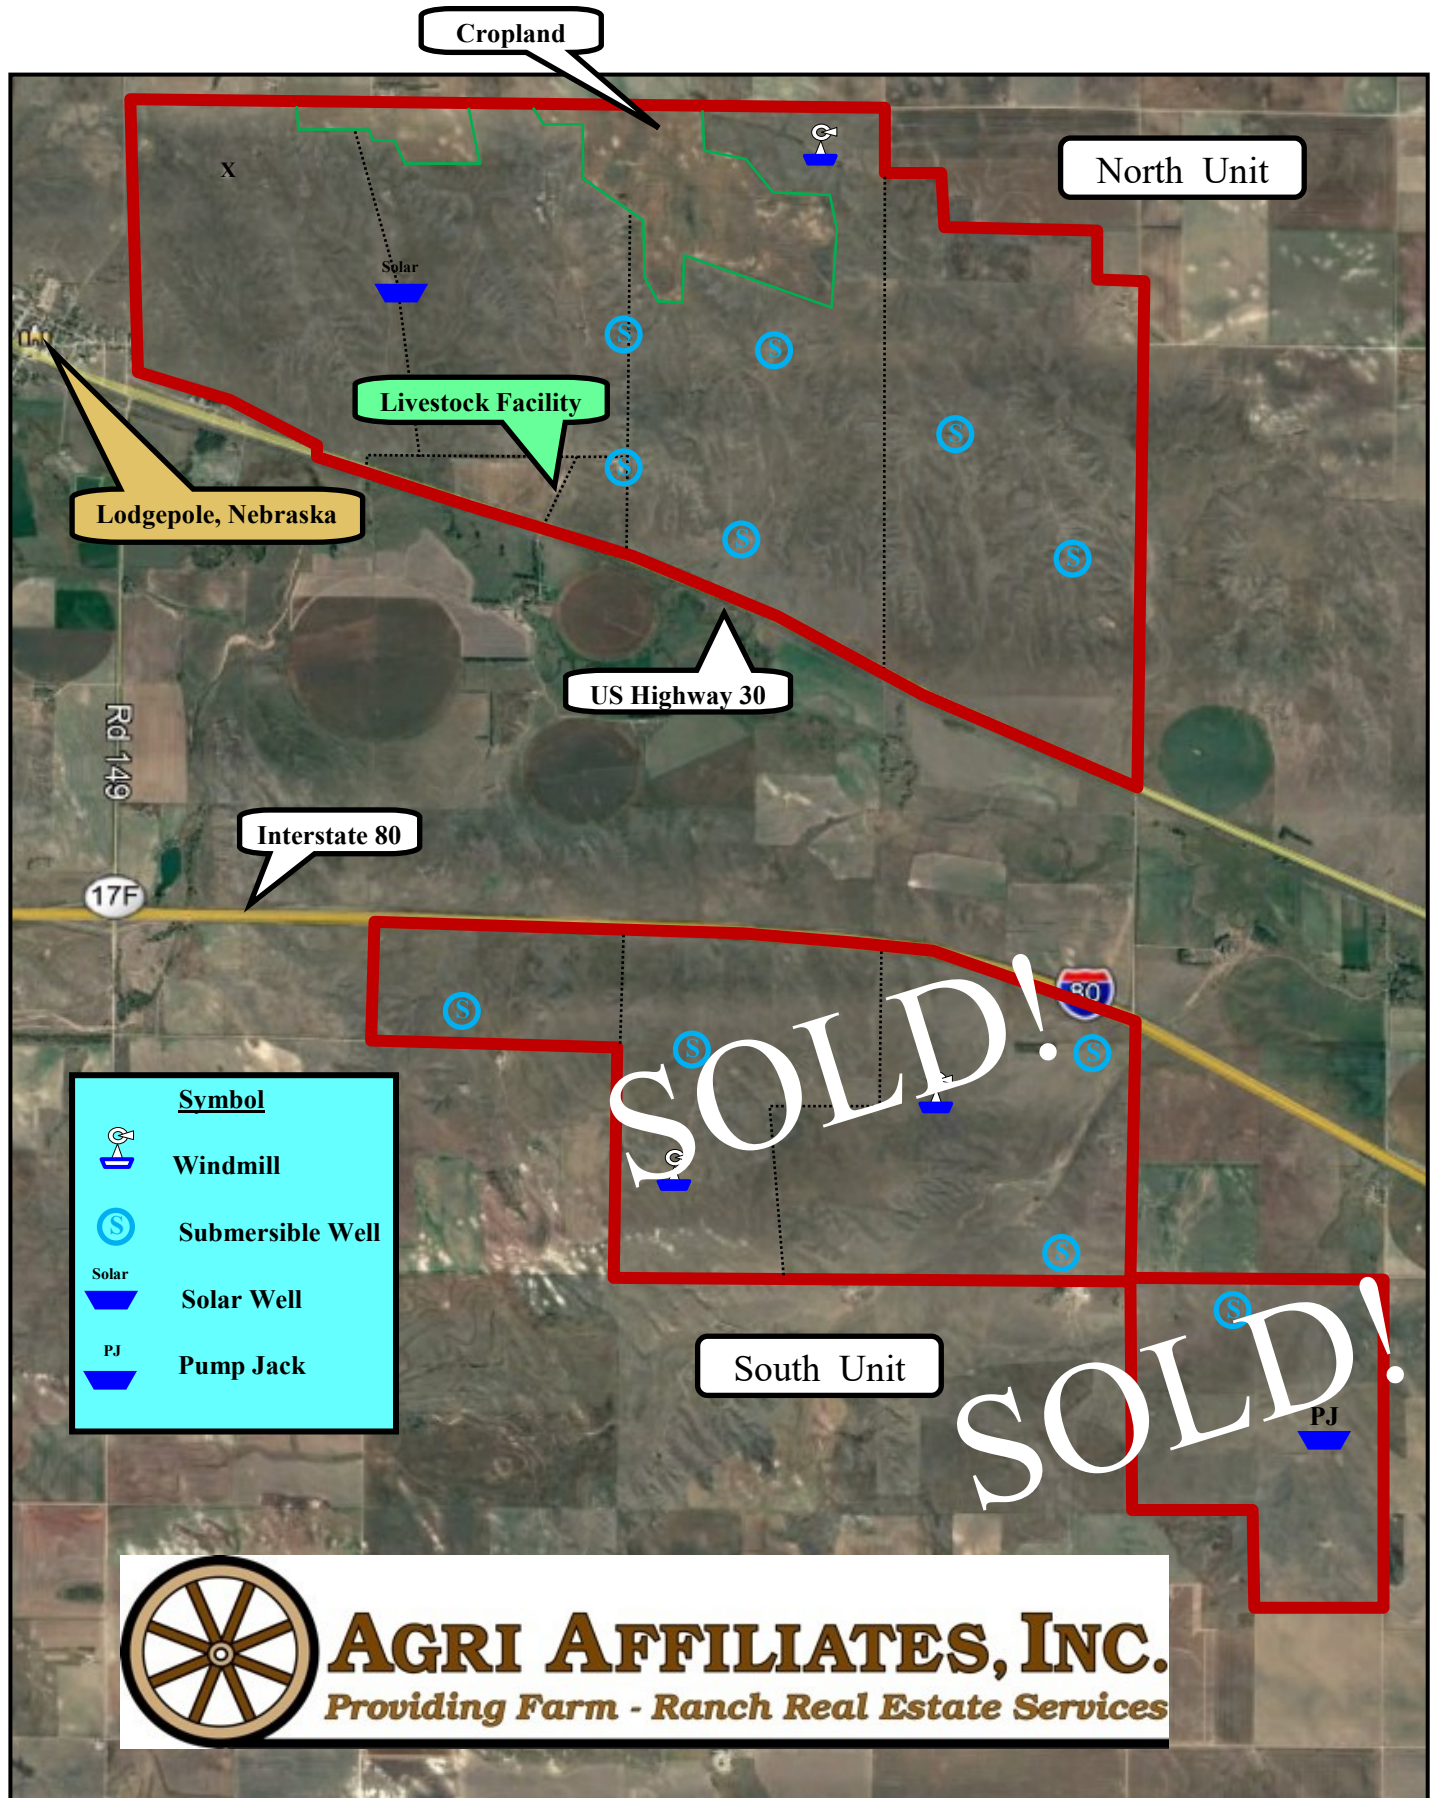 Cropland
North Unit
X
Solar
S
S
Livestock Facility
S
S
Lodgepole, Nebraska
S
S
US Highway 30
Rd 149
Interstate 80
17F
80
SOLD!
S
S
S
S
Symbol
Windmill
S
Submersible Well
Solar
Solar Well
PJ
Pump Jack
South Unit
S
SOLD!
PJ
AGRI AFFILIATES, INC.
Providing Farm - Ranch Real Estate Services